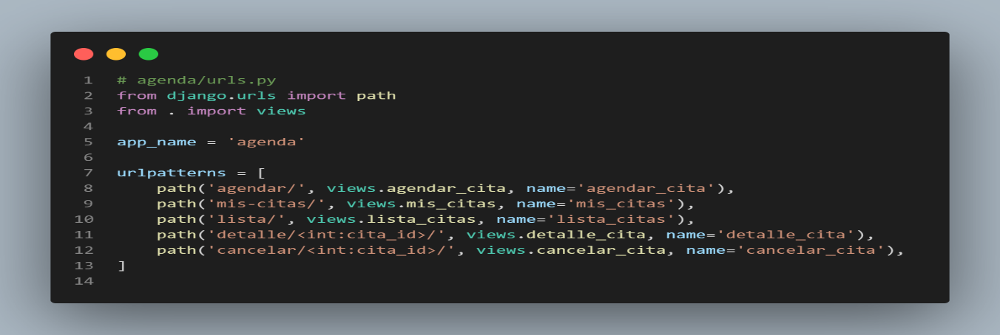 1 # agenda/urls.py
2 from django.urls import path
3 from . import views
4
5 app_name = 'agenda'
6
7 urlpatterns = [
8     path('agendar/', views.agendar_cita, name='agendar_cita'),
9     path('mis-citas/', views.mis_citas, name='mis_citas'),
10     path('lista/', views.lista_citas, name='lista_citas'),
11     path('detalle/<int:cita_id>/', views.detalle_cita, name='detalle_cita'),
12     path('cancelar/<int:cita_id>/', views.cancelar_cita, name='cancelar_cita'),
13 ]
14